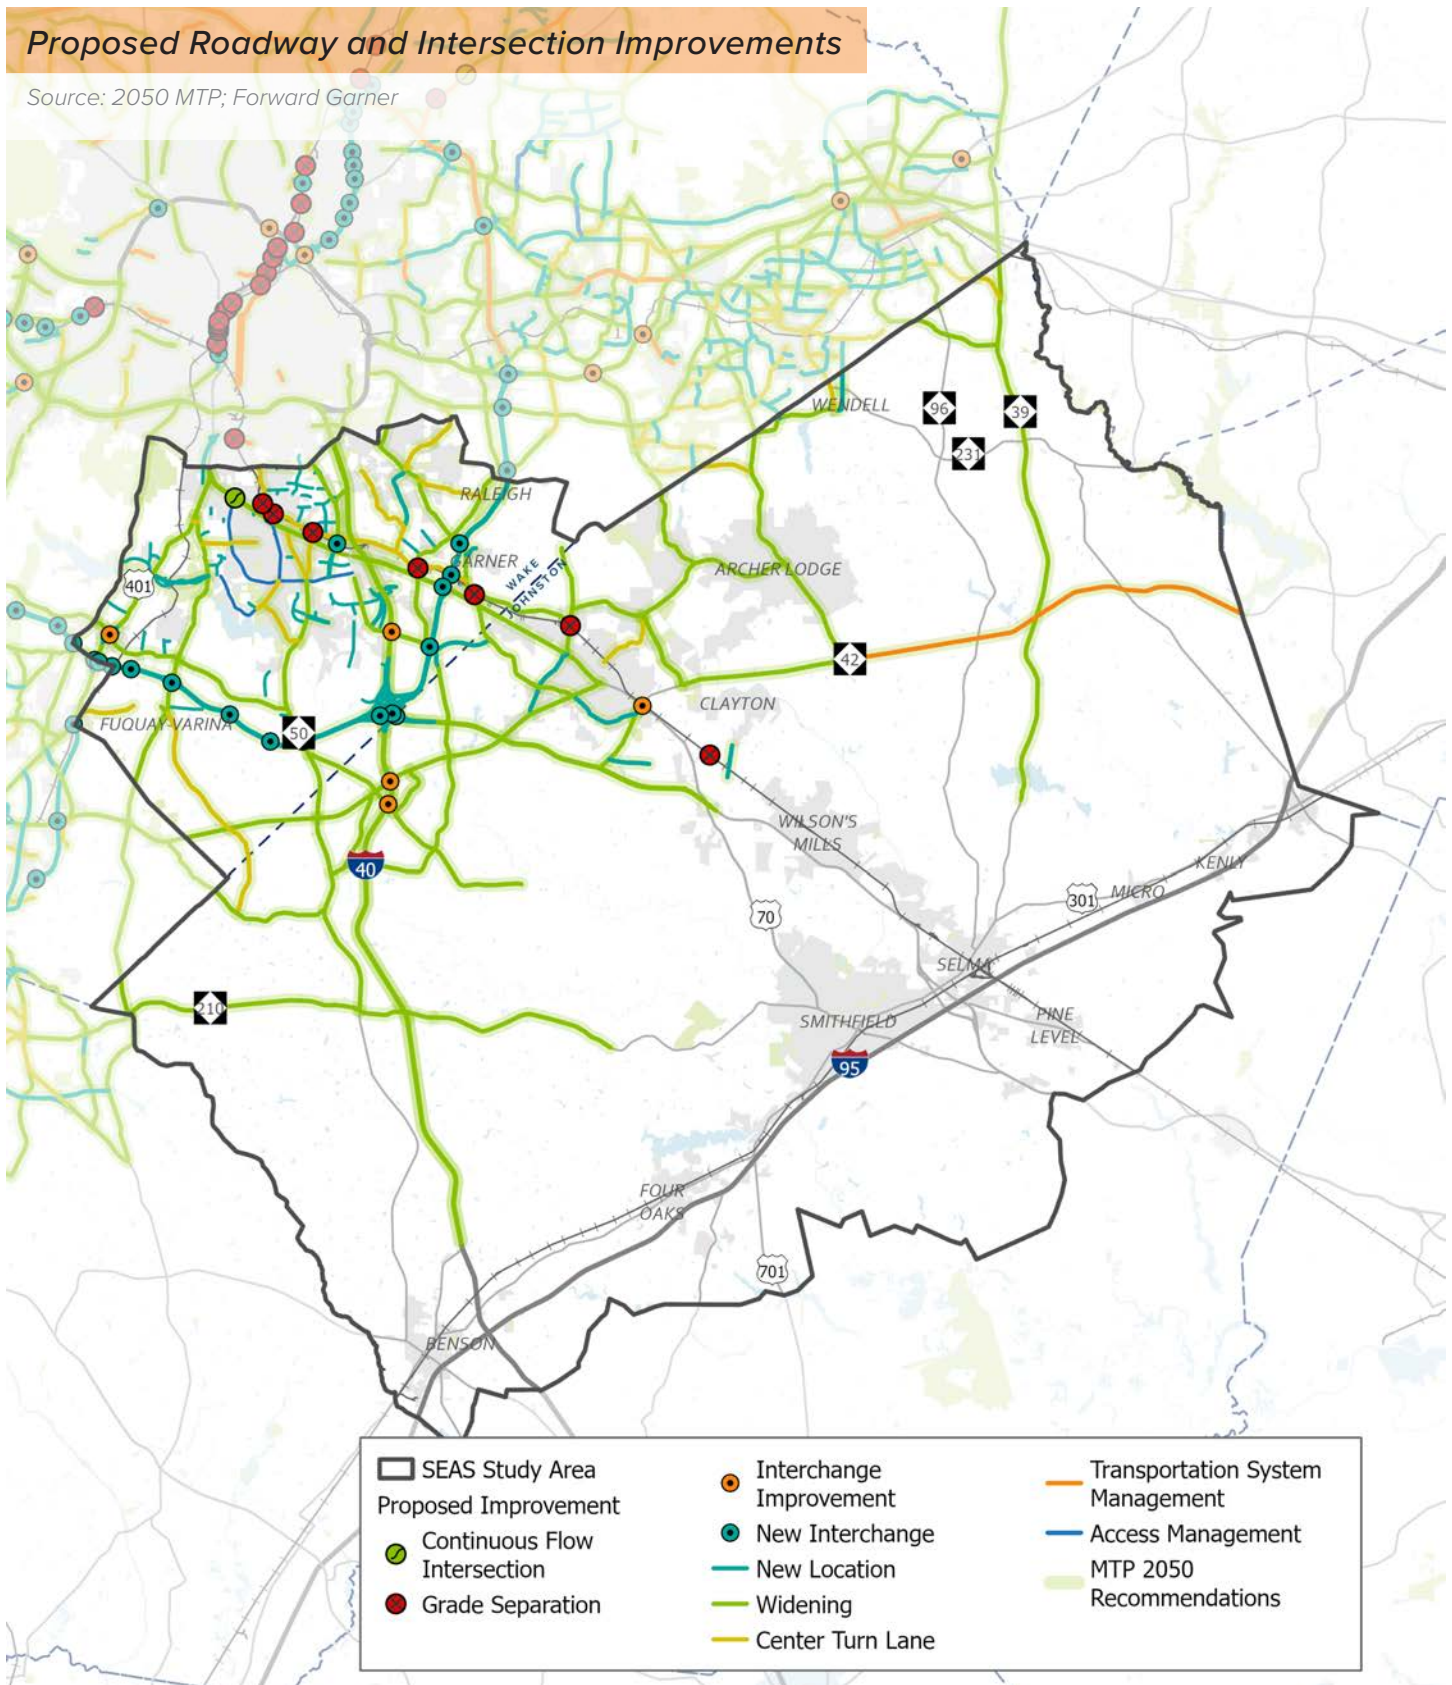 Proposed Roadway and Intersection Improvements
Source: 2050 MTP; Forward Garner
WENDELL
96
39
231
RALEIGH
GARNER
WAKE
JOHNSTON
ARCHER LODGE
401
42
CLAYTON
FUQUAY-VARINA
50
WILSON'S
MILLS
40
KENLY
MICRO
301
70
SELMA
210
PINE
LEVEL
SMITHFIELD
95
FOUR
OAKS
701
BENSON
SEAS Study Area
Proposed Improvement
Continuous Flow
Intersection
Grade Separation
Interchange
Improvement
New Interchange
New Location
Widening
Center Turn Lane
Transportation System
Management
Access Management
MTP 2050
Recommendations